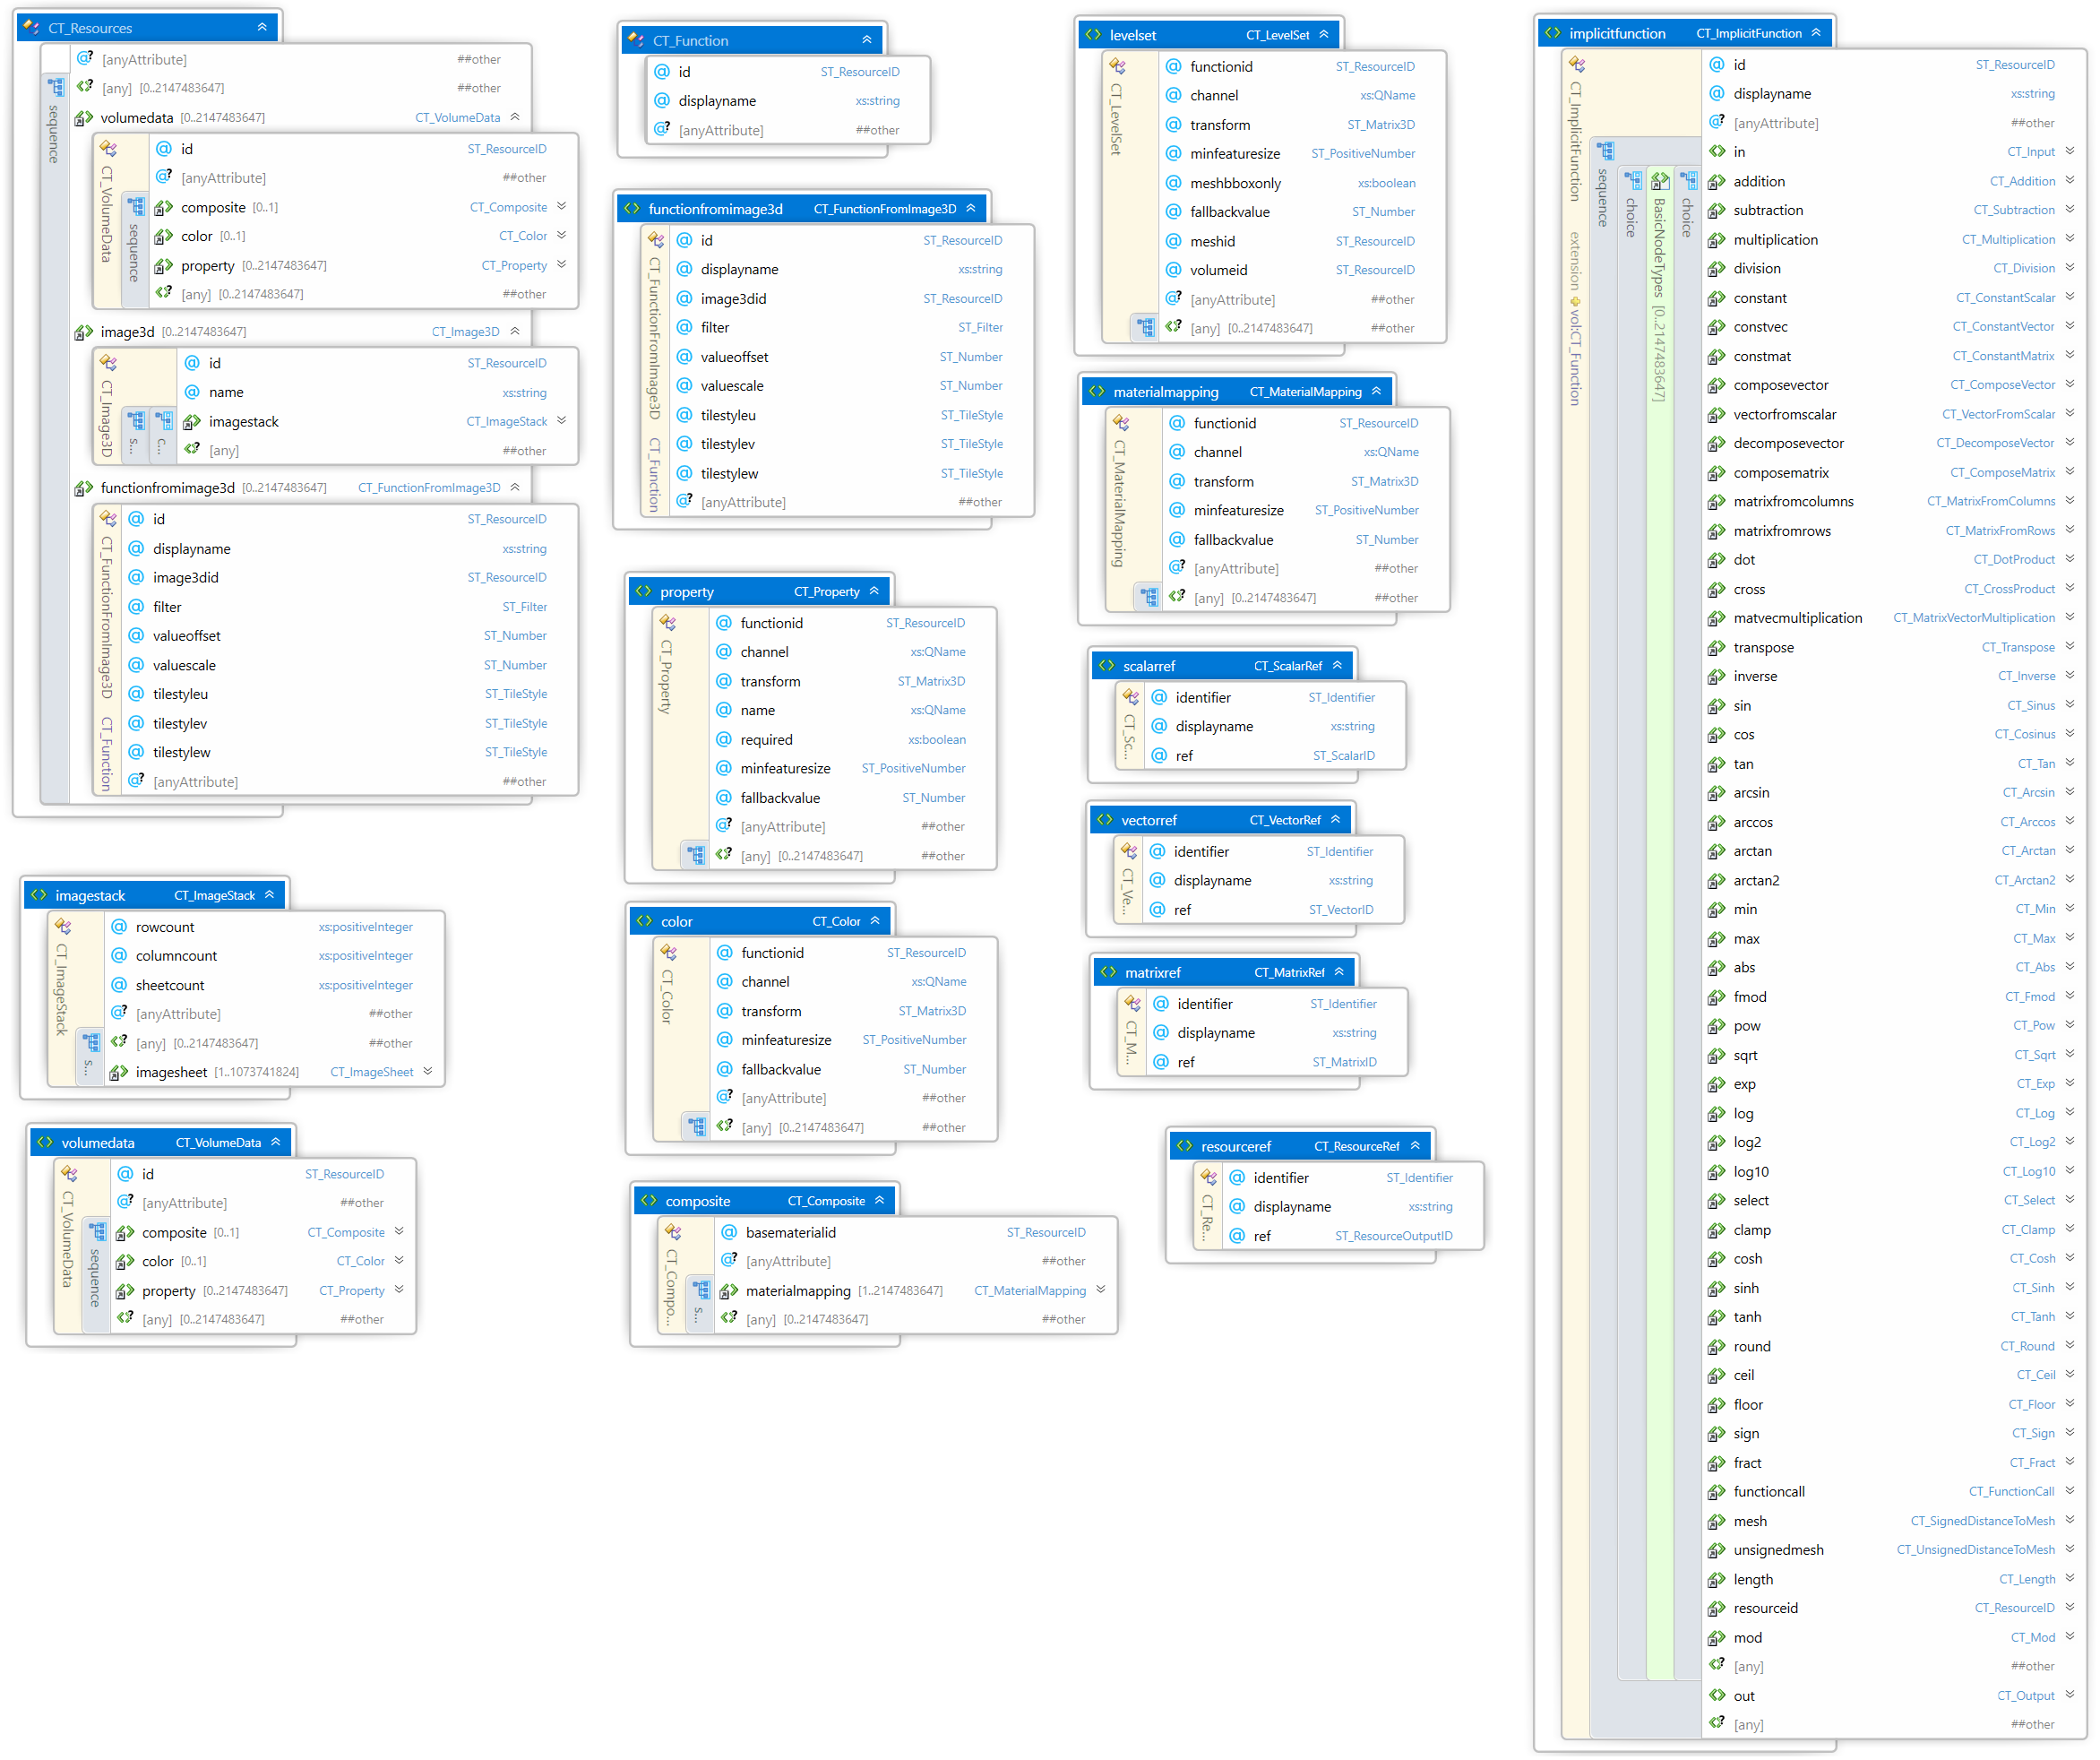 CT_Resources
[anyAttribute] ##other
[any] [0..2147483647] ##other
sequence
volumedata [0..2147483647] CT_VolumeData
CT_VolumeData
id ST_ResourceID
[anyAttribute] ##other
sequence
composite [0..1] CT_Composite
color [0..1] CT_Color
property [0..2147483647] CT_Property
[any] [0..2147483647] ##other
image3d [0..2147483647] CT_Image3D
CT_Image3D
id ST_ResourceID
name xs:string
s...
c...
imagestack CT_ImageStack
[any] ##other
functionfromimage3d [0..2147483647] CT_FunctionFromImage3D
CT_FunctionFromImage3D CT_Function
id ST_ResourceID
displayname xs:string
image3did ST_ResourceID
filter ST_Filter
valueoffset ST_Number
valuescale ST_Number
tilestyleu ST_TileStyle
tilestylev ST_TileStyle
tilestylew ST_TileStyle
[anyAttribute] ##other
imagestack CT_ImageStack
CT_ImageStack
rowcount xs:positiveInteger
columncount xs:positiveInteger
sheetcount xs:positiveInteger
[anyAttribute] ##other
s...
[any] [0..2147483647] ##other
imagesheet [1..1073741824] CT_ImageSheet
volumedata CT_VolumeData
CT_VolumeData
id ST_ResourceID
[anyAttribute] ##other
sequence
composite [0..1] CT_Composite
color [0..1] CT_Color
property [0..2147483647] CT_Property
[any] [0..2147483647] ##other
CT_Function
id ST_ResourceID
displayname xs:string
[anyAttribute] ##other
functionfromimage3d CT_FunctionFromImage3D
CT_FunctionFromImage3D CT_Function
id ST_ResourceID
displayname xs:string
image3did ST_ResourceID
filter ST_Filter
valueoffset ST_Number
valuescale ST_Number
tilestyleu ST_TileStyle
tilestylev ST_TileStyle
tilestylew ST_TileStyle
[anyAttribute] ##other
property CT_Property
CT_Property
functionid ST_ResourceID
channel xs:QName
transform ST_Matrix3D
name xs:QName
required xs:boolean
minfeaturesize ST_PositiveNumber
fallbackvalue ST_Number
[anyAttribute] ##other
[any] [0..2147483647] ##other
color CT_Color
CT_Color
functionid ST_ResourceID
channel xs:QName
transform ST_Matrix3D
minfeaturesize ST_PositiveNumber
fallbackvalue ST_Number
[anyAttribute] ##other
[any] [0..2147483647] ##other
composite CT_Composite
CT_Compo...
basematerialid ST_ResourceID
[anyAttribute] ##other
s...
materialmapping [1..2147483647] CT_MaterialMapping
[any] [0..2147483647] ##other
levelset CT_LevelSet
CT_LevelSet
functionid ST_ResourceID
channel xs:QName
transform ST_Matrix3D
minfeaturesize ST_PositiveNumber
meshbboxonly xs:boolean
fallbackvalue ST_Number
meshid ST_ResourceID
volumeid ST_ResourceID
[anyAttribute] ##other
[any] [0..2147483647] ##other
materialmapping CT_MaterialMapping
CT_MaterialMapping
functionid ST_ResourceID
channel xs:QName
transform ST_Matrix3D
minfeaturesize ST_PositiveNumber
fallbackvalue ST_Number
[anyAttribute] ##other
[any] [0..2147483647] ##other
scalarref CT_ScalarRef
CT_Sc...
identifier ST_Identifier
displayname xs:string
ref ST_ScalarID
vectorref CT_VectorRef
CT_Ve...
identifier ST_Identifier
displayname xs:string
ref ST_VectorID
matrixref CT_MatrixRef
CT_M...
identifier ST_Identifier
displayname xs:string
ref ST_MatrixID
resourceref CT_ResourceRef
CT_Re...
identifier ST_Identifier
displayname xs:string
ref ST_ResourceOutputID
implicitfunction CT_ImplicitFunction
CT_ImplicitFunction extension vol:CT_Function
id ST_ResourceID
displayname xs:string
[anyAttribute] ##other
sequence
choice
BasicNodeTypes [0..2147483647]
choice
in CT_Input
addition CT_Addition
subtraction CT_Subtraction
multiplication CT_Multiplication
division CT_Division
constant CT_ConstantScalar
constvec CT_ConstantVector
constmat CT_ConstantMatrix
composevector CT_ComposeVector
vectorfromscalar CT_VectorFromScalar
decomposevector CT_DecomposeVector
composematrix CT_ComposeMatrix
matrixfromcolumns CT_MatrixFromColumns
matrixfromrows CT_MatrixFromRows
dot CT_DotProduct
cross CT_CrossProduct
matvecmultiplication CT_MatrixVectorMultiplication
transpose CT_Transpose
inverse CT_Inverse
sin CT_Sinus
cos CT_Cosinus
tan CT_Tan
arcsin CT_Arcsin
arccos CT_Arccos
arctan CT_Arctan
arctan2 CT_Arctan2
min CT_Min
max CT_Max
abs CT_Abs
fmod CT_Fmod
pow CT_Pow
sqrt CT_Sqrt
exp CT_Exp
log CT_Log
log2 CT_Log2
log10 CT_Log10
select CT_Select
clamp CT_Clamp
cosh CT_Cosh
sinh CT_Sinh
tanh CT_Tanh
round CT_Round
ceil CT_Ceil
floor CT_Floor
sign CT_Sign
fract CT_Fract
functioncall CT_FunctionCall
mesh CT_SignedDistanceToMesh
unsignedmesh CT_UnsignedDistanceToMesh
length CT_Length
resourceid CT_ResourceID
mod CT_Mod
[any] ##other
out CT_Output
[any] ##other